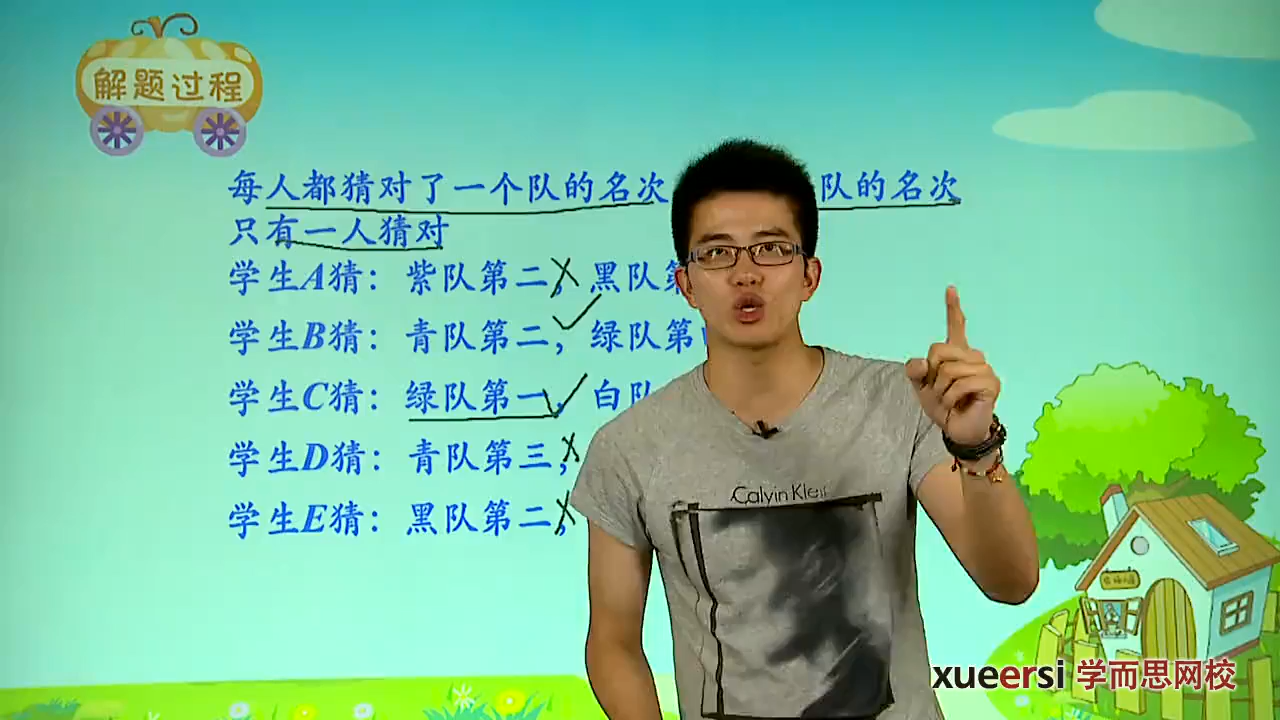 解题过程
每人都猜对了一个队的名次 队的名次
只有一人猜对
学生A猜：紫队第二，黑队第
学生B猜：青队第二，绿队第
学生C猜：绿队第一，白队
学生D猜：青队第三，
学生E猜：黑队第二，
Calvin Klein
xueersi 学而思网校